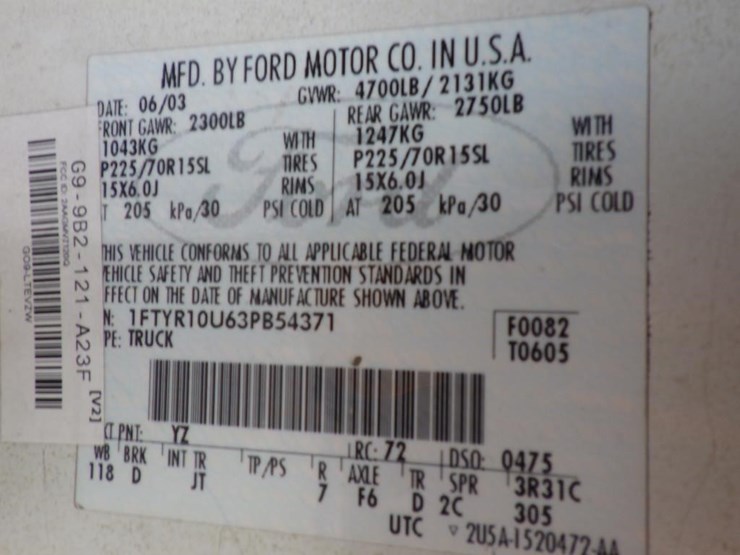 MFD. BY FORD MOTOR CO. IN U.S.A.
DATE: 06/03 GVWR: 4700LB/ 2131KG
FRONT GAWR: 2300LB REAR GAWR: 2750LB
1043KG WITH 1247KG WITH
P225/70R15SL TIRES P225/70R15SL TIRES
15X6.0J RIMS 15X6.0J RIMS
T 205 kPa/30 PSI COLD AT 205 kPa/30 PSI COLD
Ford
THIS VEHICLE CONFORMS TO ALL APPLICABLE FEDERAL MOTOR
VEHICLE SAFETY AND THEFT PREVENTION STANDARDS IN
EFFECT ON THE DATE OF MANUFACTURE SHOWN ABOVE.
N: 1FTYR10U63PB54371 F0082
PE: TRUCK T0605
XT PNT: YZ RC: 72 DSO: 0475
WB BRK INT TR TP/PS R AXLE TR SPR 3R31C
118 D JT 7 F6 D 2C 305
UTC ▽ 2U5A-1520472-AA
G9-9B2-121-A23F [V2]
GO9-LTEVZW